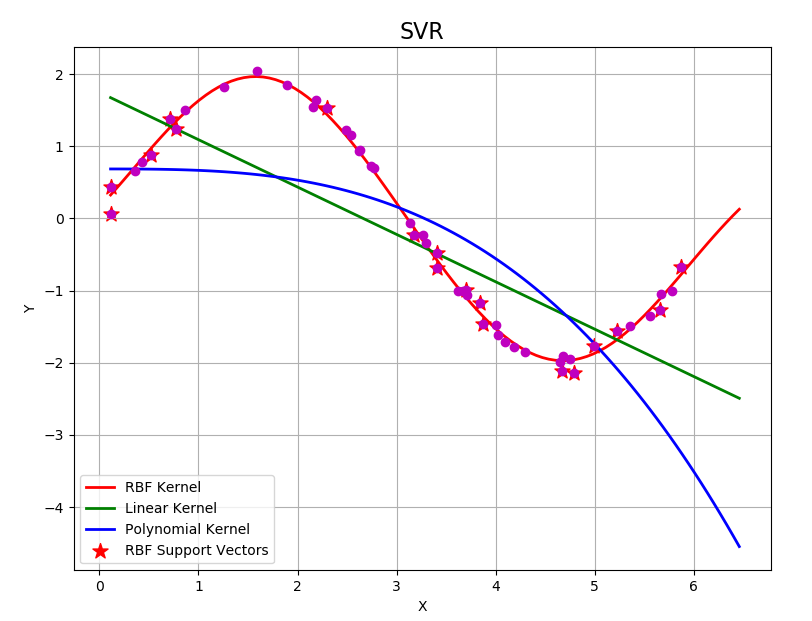 SVR
2
1
0
−1
−2
−3
−4
Y
RBF Kernel
Linear Kernel
Polynomial Kernel
RBF Support Vectors
0 1 2 3 4 5 6
X